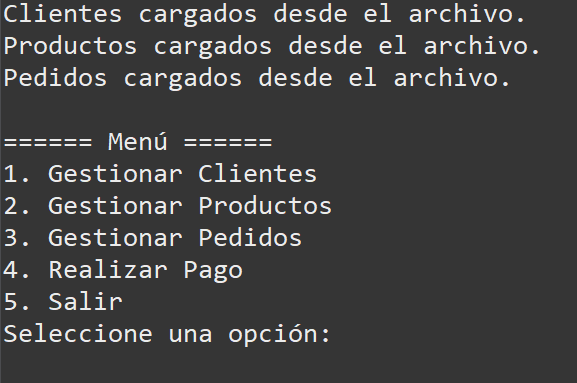 Clientes cargados desde el archivo.
Productos cargados desde el archivo.
Pedidos cargados desde el archivo.
====== Menú ======
1. Gestionar Clientes
2. Gestionar Productos
3. Gestionar Pedidos
4. Realizar Pago
5. Salir
Seleccione una opción: